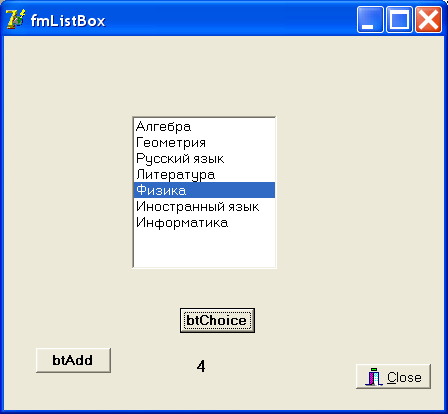 fmListBox
Алгебра
Геометрия
Русский язык
Литература
Физика
Иностранный язык
Информатика
btChoice
btAdd
4
Close